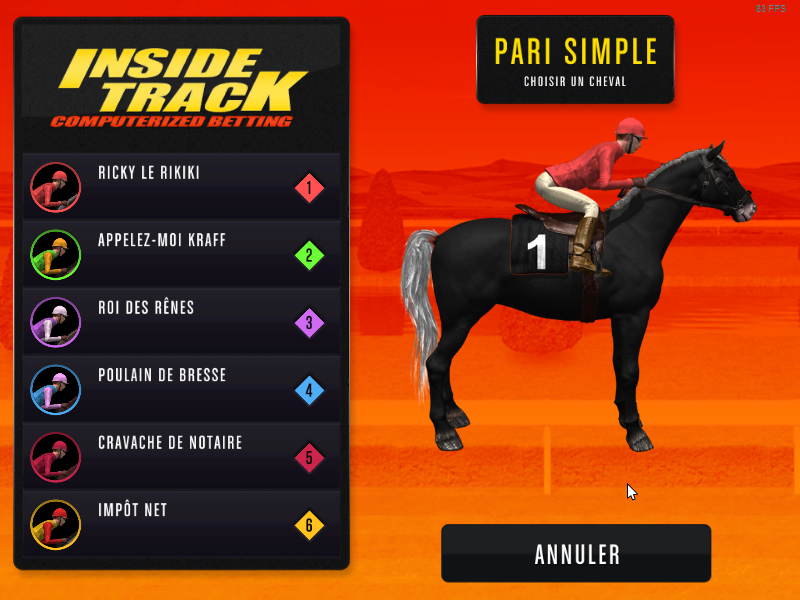 33 FPS
INSIDE
TRACK
COMPUTERIZED BETTING
PARI SIMPLE
CHOISIR UN CHEVAL
RICKY LE RIKIKI 1
APPELEZ-MOI KRAFF 2
ROI DES RÊNES 3
POULAIN DE BRESSE 4
CRAVACHE DE NOTAIRE 5
IMPÔT NET 6
1
ANNULER